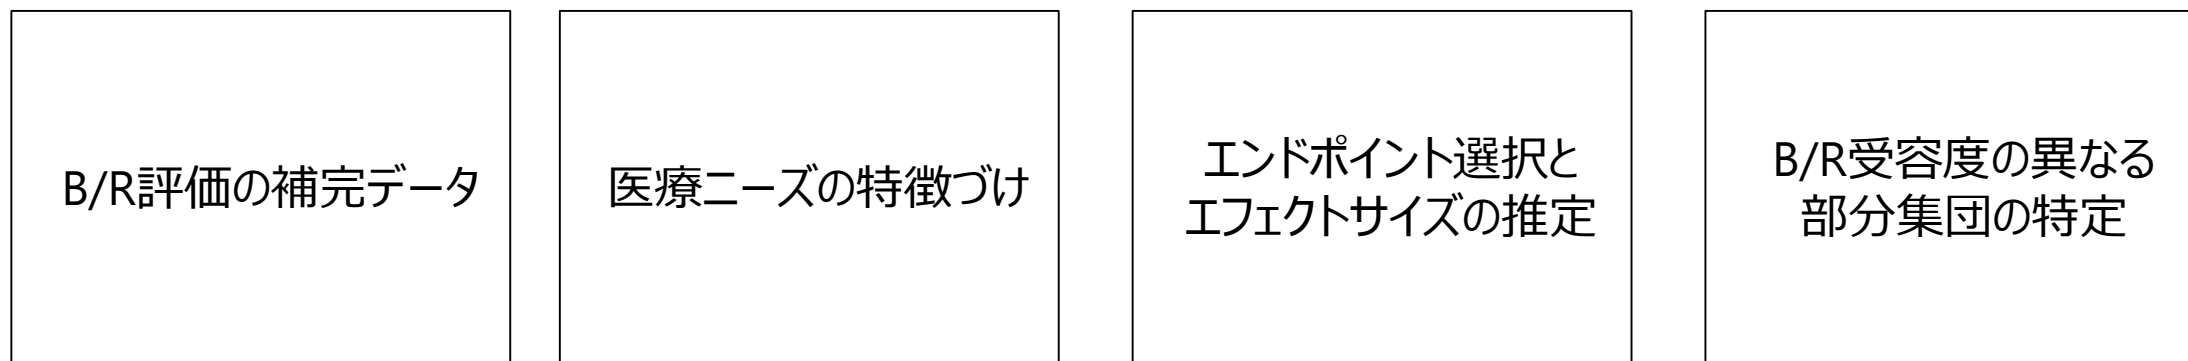 B/R評価の補完データ
医療ニーズの特徴づけ
エンドポイント選択と
エフェクトサイズの推定
B/R受容度の異なる
部分集団の特定